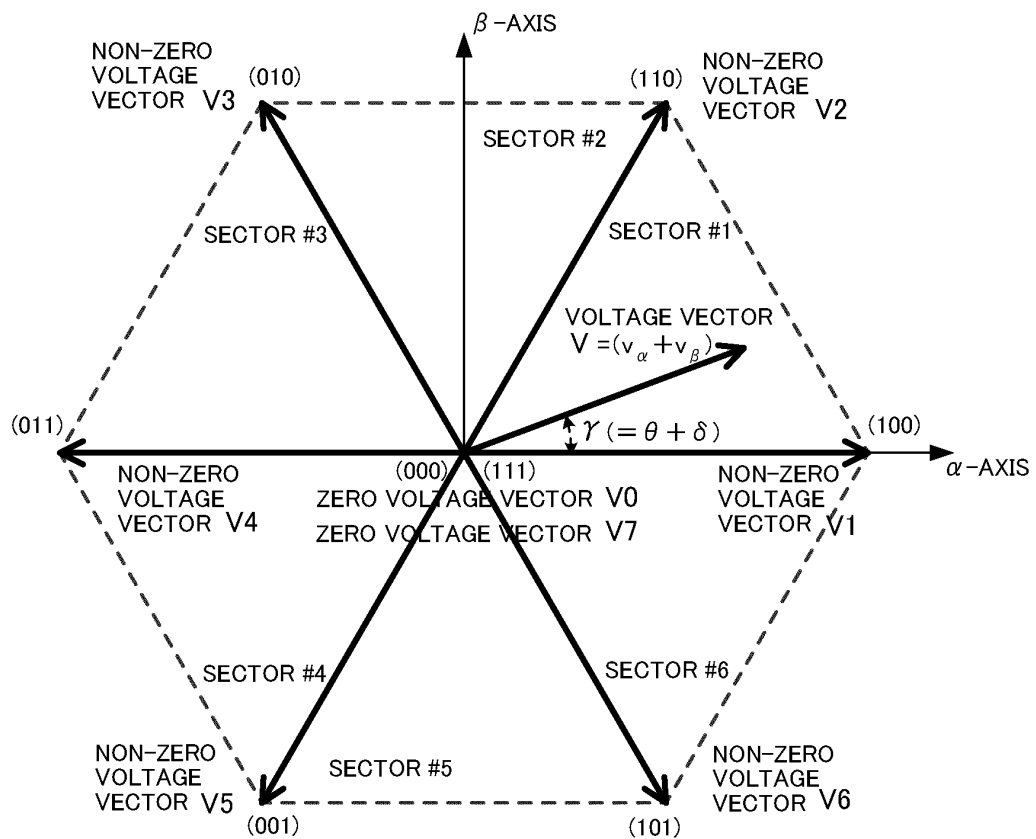 β-AXIS
NON-ZERO
VOLTAGE
VECTOR V3
(010)
(110)
NON-ZERO
VOLTAGE
VECTOR V2
SECTOR #2
SECTOR #3
SECTOR #1
VOLTAGE VECTOR
V =(vα+vβ)
γ (=θ+δ)
(011)
(100)
α-AXIS
(000)
(111)
NON-ZERO
VOLTAGE
VECTOR V4
ZERO VOLTAGE VECTOR V0
ZERO VOLTAGE VECTOR V7
NON-ZERO
VOLTAGE
VECTOR V1
SECTOR #4
SECTOR #6
NON-ZERO
VOLTAGE
VECTOR V5
SECTOR #5
NON-ZERO
VOLTAGE
VECTOR V6
(001)
(101)